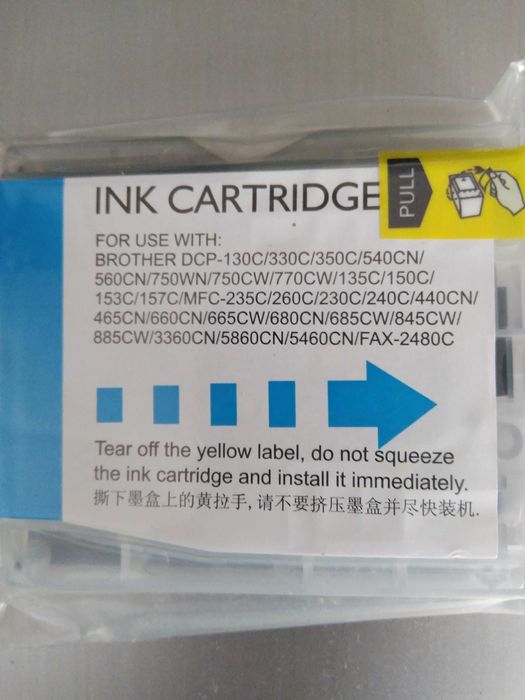 INK CARTRIDGE
PULL
FOR USE WITH:
BROTHER DCP-130C/330C/350C/540CN/
560CN/750WN/750CW/770CW/135C/150C/
153C/157C/MFC-235C/260C/230C/240C/440CN/
465CN/660CN/665CW/680CN/685CW/845CW/
885CW/3360CN/5860CN/5460CN/FAX-2480C
Tear off the yellow label, do not squeeze
the ink cartridge and install it immediately.
撕下墨盒上的黄拉手,请不要挤压墨盒并尽快装机.